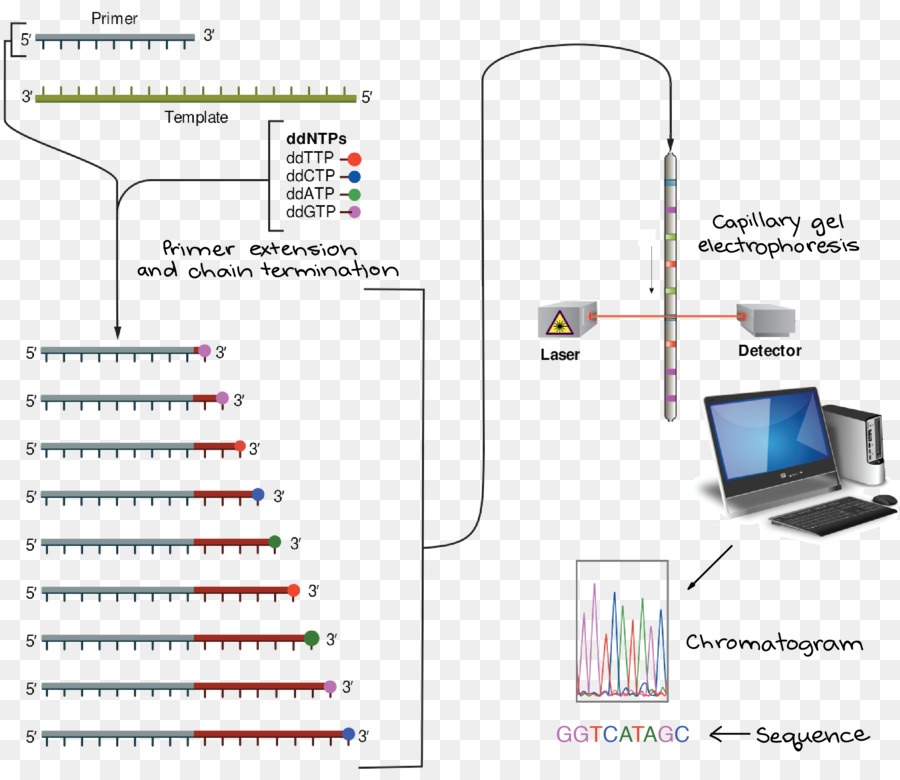 Primer
5′ 3′
3′ 5′
Template
ddNTPs
ddTTP
ddCTP
ddATP
ddGTP
Primer extension
and chain termination
5′ 3′
5′ 3′
5′ 3′
5′ 3′
5′ 3′
5′ 3′
5′ 3′
5′ 3′
5′ 3′
Capillary gel
electrophoresis
Laser
Detector
Chromatogram
GGTCATAGC
Sequence